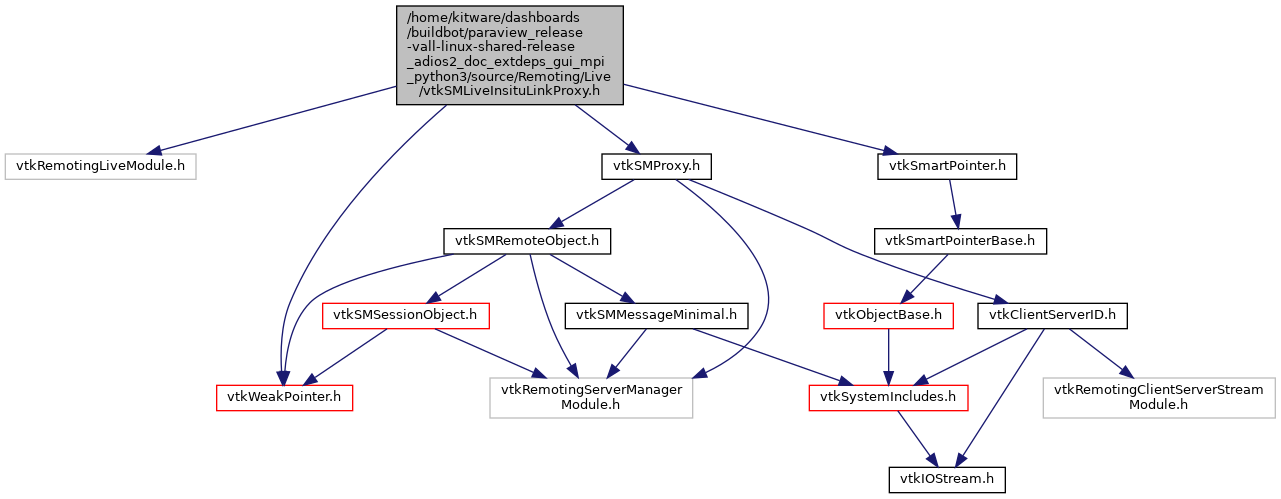 /home/kitware/dashboards
/buildbot/paraview_release
-vall-linux-shared-release
_adios2_doc_extdeps_gui_mpi
_python3/source/Remoting/Live
/vtkSMLiveInsituLinkProxy.h
vtkRemotingLiveModule.h
vtkSMProxy.h
vtkSmartPointer.h
vtkSMRemoteObject.h
vtkSmartPointerBase.h
vtkSMSessionObject.h
vtkSMMessageMinimal.h
vtkObjectBase.h
vtkClientServerID.h
vtkWeakPointer.h
vtkRemotingServerManager
Module.h
vtkSystemIncludes.h
vtkRemotingClientServerStream
Module.h
vtkIOStream.h